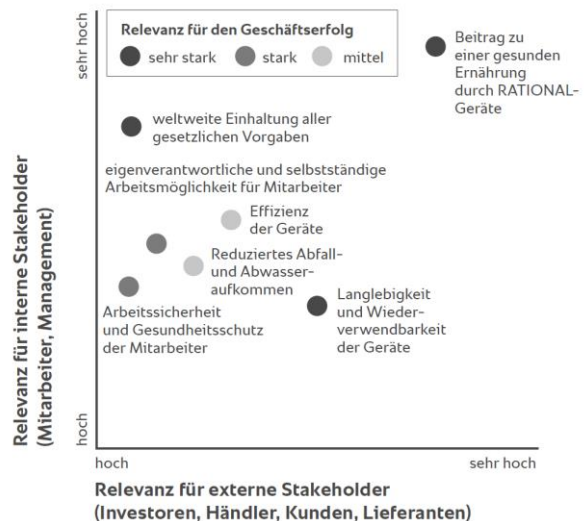 Relevanz für den Geschäftserfolg
sehr stark
stark
mittel
sehr hoch
Beitrag zu
einer gesunden
Ernährung
durch RATIONAL-
Geräte
weltweite Einhaltung aller
gesetzlichen Vorgaben
eigenverantwortliche und selbstständige
Arbeitsmöglichkeit für Mitarbeiter
Effizienz
der Geräte
Reduziertes Abfall-
und Abwasser-
aufkommen
Langlebigkeit
und Wieder-
verwendbarkeit
der Geräte
Arbeitssicherheit
und Gesundheitsschutz
der Mitarbeiter
Relevanz für interne Stakeholder
(Mitarbeiter, Management)
hoch
hoch
sehr hoch
Relevanz für externe Stakeholder
(Investoren, Händler, Kunden, Lieferanten)